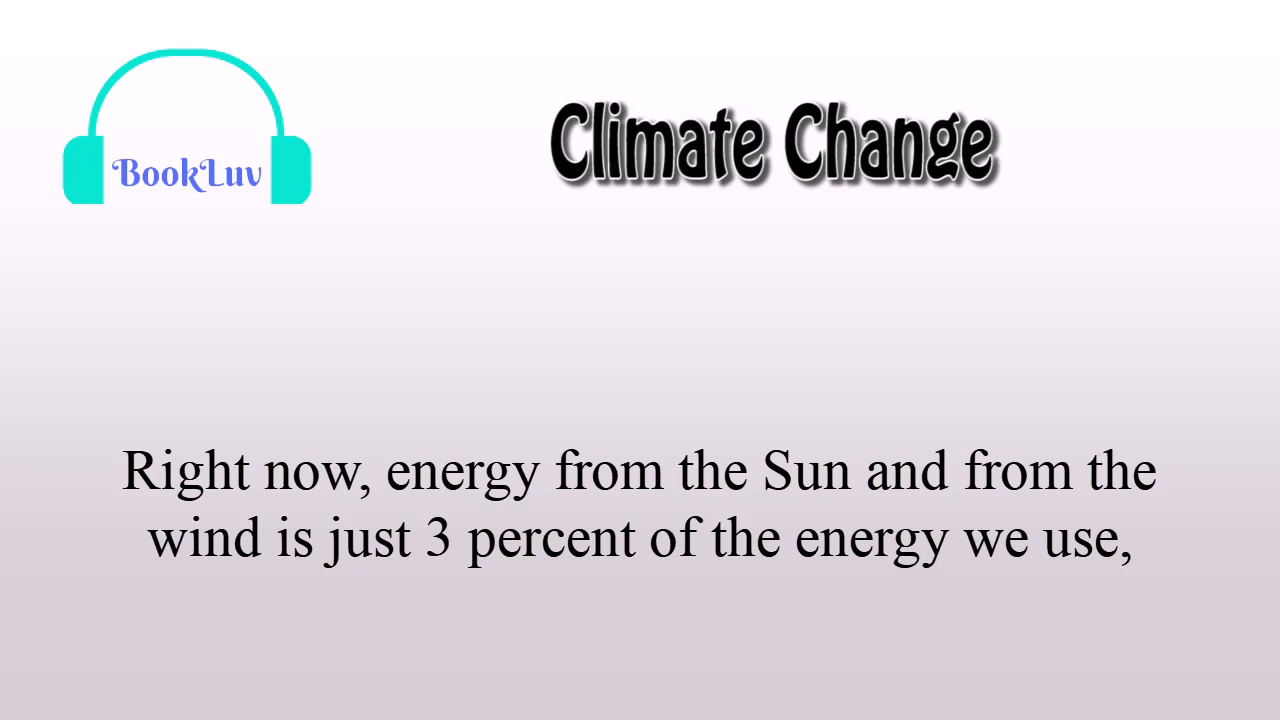 BookLuv
Climate Change
Right now, energy from the Sun and from the
wind is just 3 percent of the energy we use,